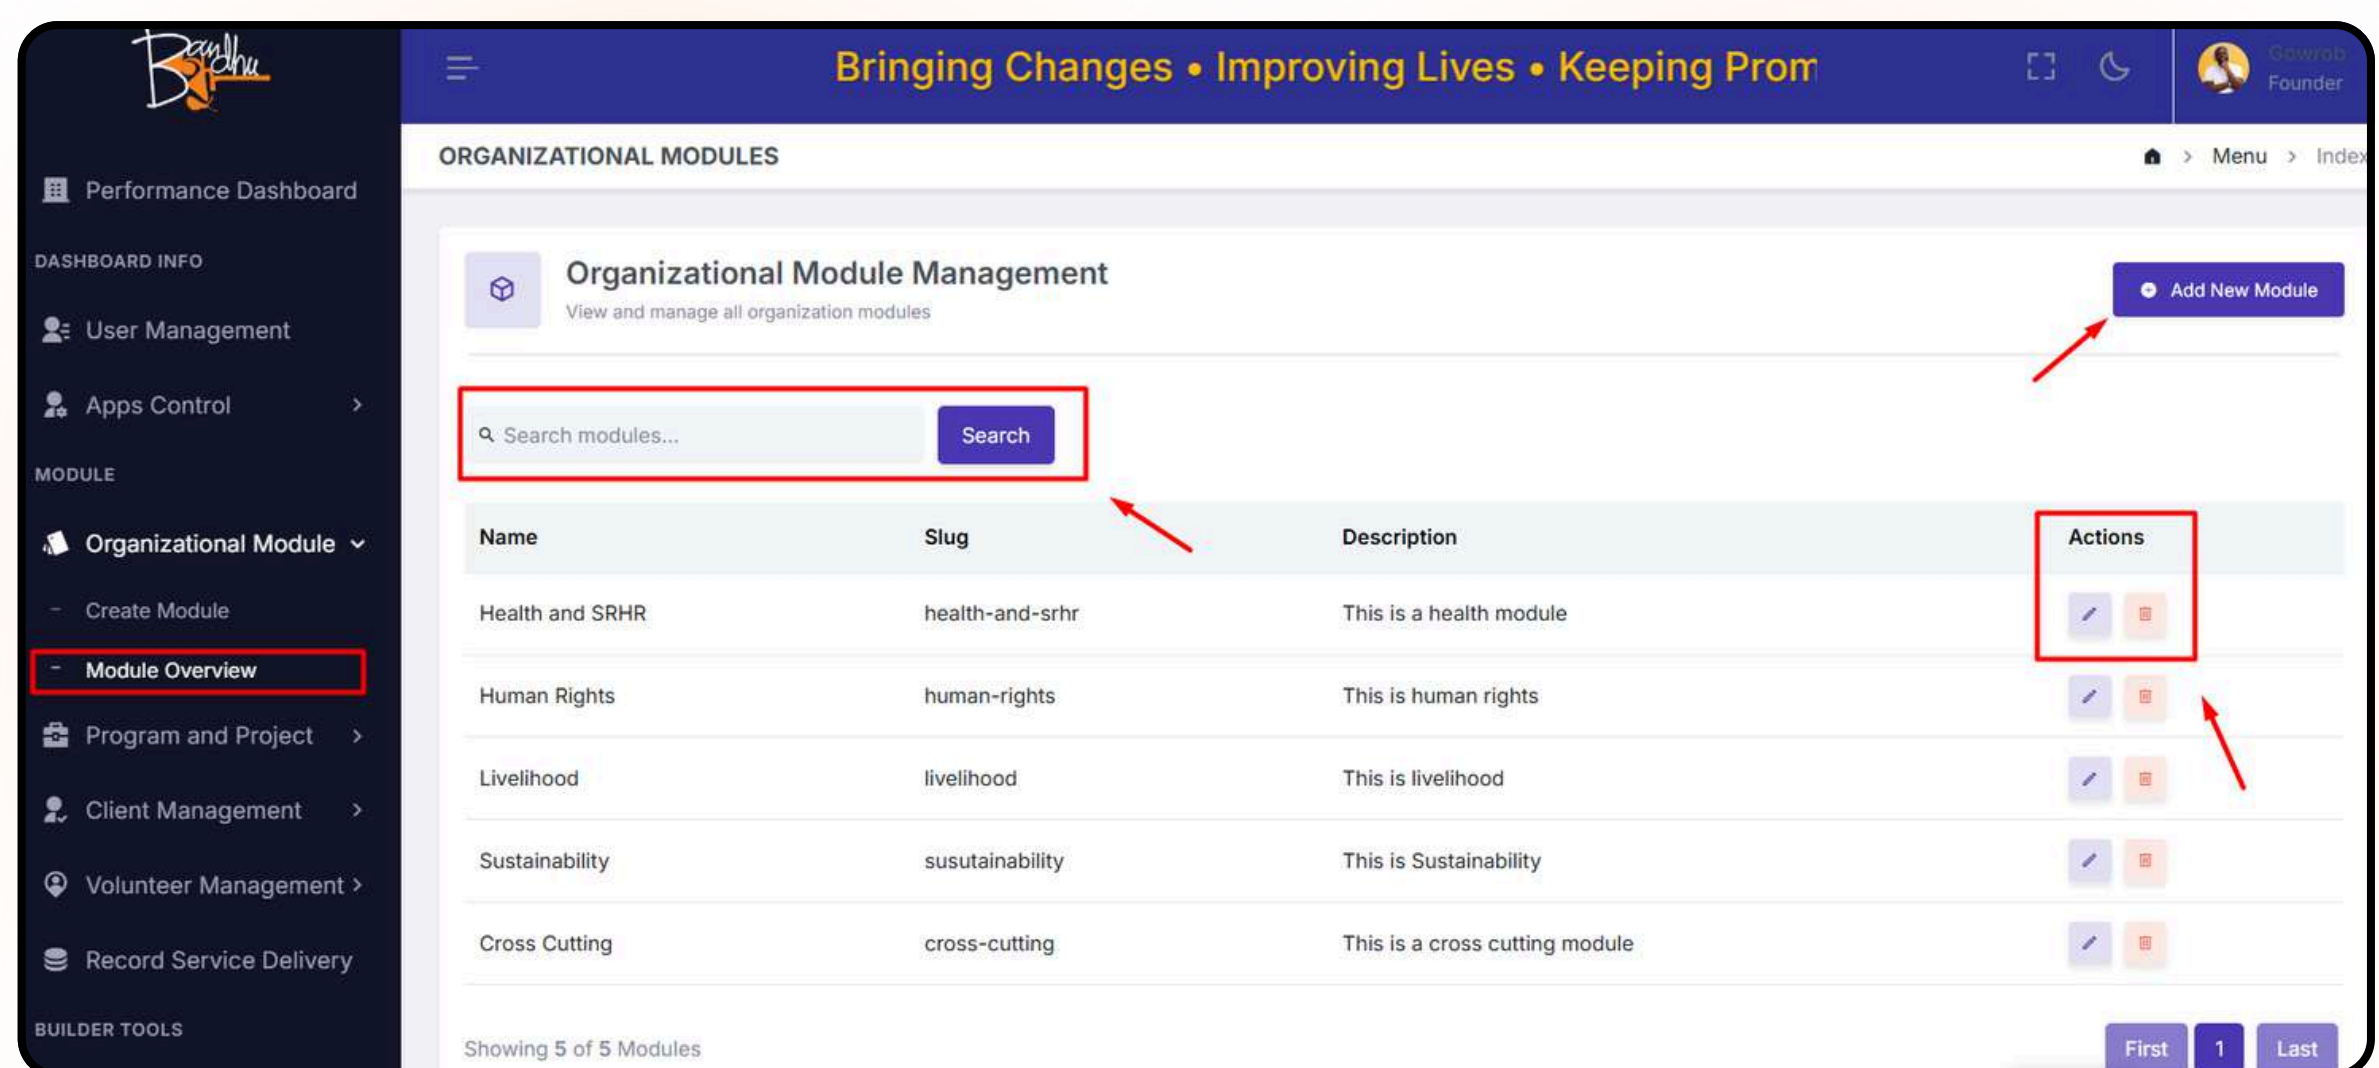 Bandhu
Bringing Changes • Improving Lives • Keeping Prom
Gowrob
Founder
ORGANIZATIONAL MODULES
Menu > Index
Performance Dashboard
DASHBOARD INFO
User Management
Apps Control >
MODULE
Organizational Module
- Create Module
- Module Overview
Program and Project >
Client Management >
Volunteer Management >
Record Service Delivery
BUILDER TOOLS
Organizational Module Management
View and manage all organization modules
Add New Module
Search modules... Search
Name Slug Description Actions
Health and SRHR health-and-srhr This is a health module
Human Rights human-rights This is human rights
Livelihood livelihood This is livelihood
Sustainability susutainability This is Sustainability
Cross Cutting cross-cutting This is a cross cutting module
Showing 5 of 5 Modules
First 1 Last